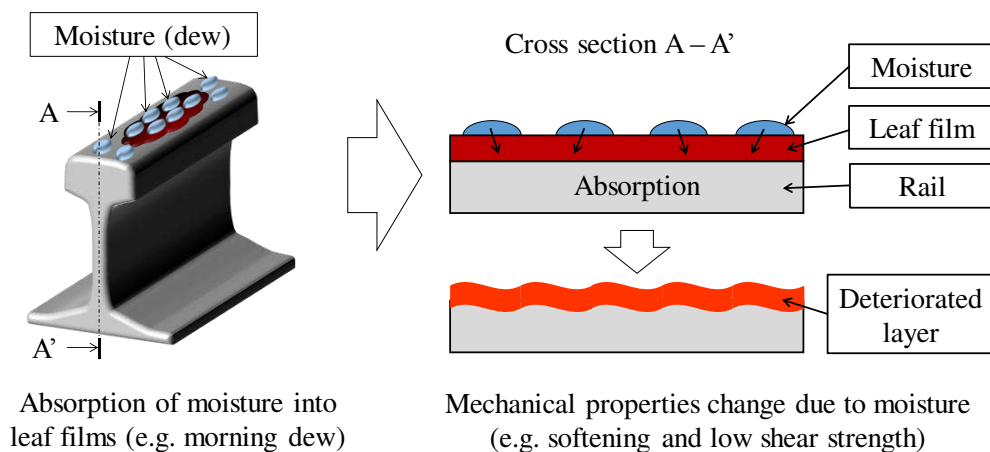 Moisture (dew)
A
A’
Absorption of moisture into
leaf films (e.g. morning dew)
Cross section A – A’
Moisture
Leaf film
Absorption
Rail
Deteriorated
layer
Mechanical properties change due to moisture
(e.g. softening and low shear strength)